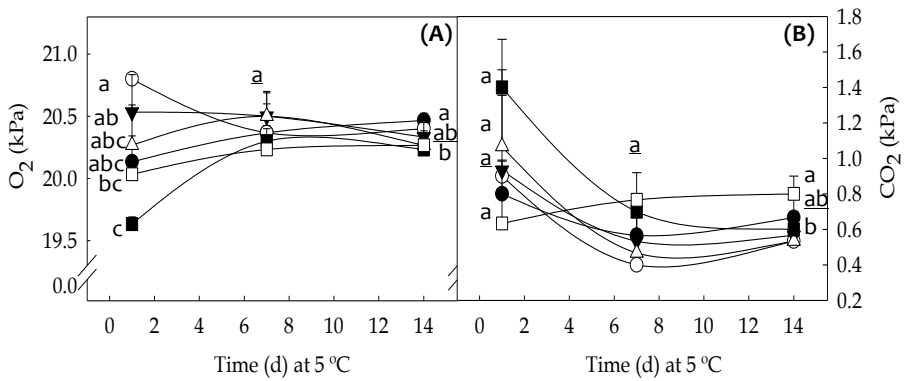 (A)
21.0
20.5
20.0
19.5
0.0
O2 (kPa)
a
ab
abc
abc
bc
c
a
a
ab
b
0 2 4 6 8 10 12 14
Time (d) at 5 ºC
(B)
1.8
1.6
1.4
1.2
1.0
0.8
0.6
0.4
0.2
CO2 (kPa)
a
a
a
a
a
a
ab
b
0 2 4 6 8 10 12 14
Time (d) at 5 ºC